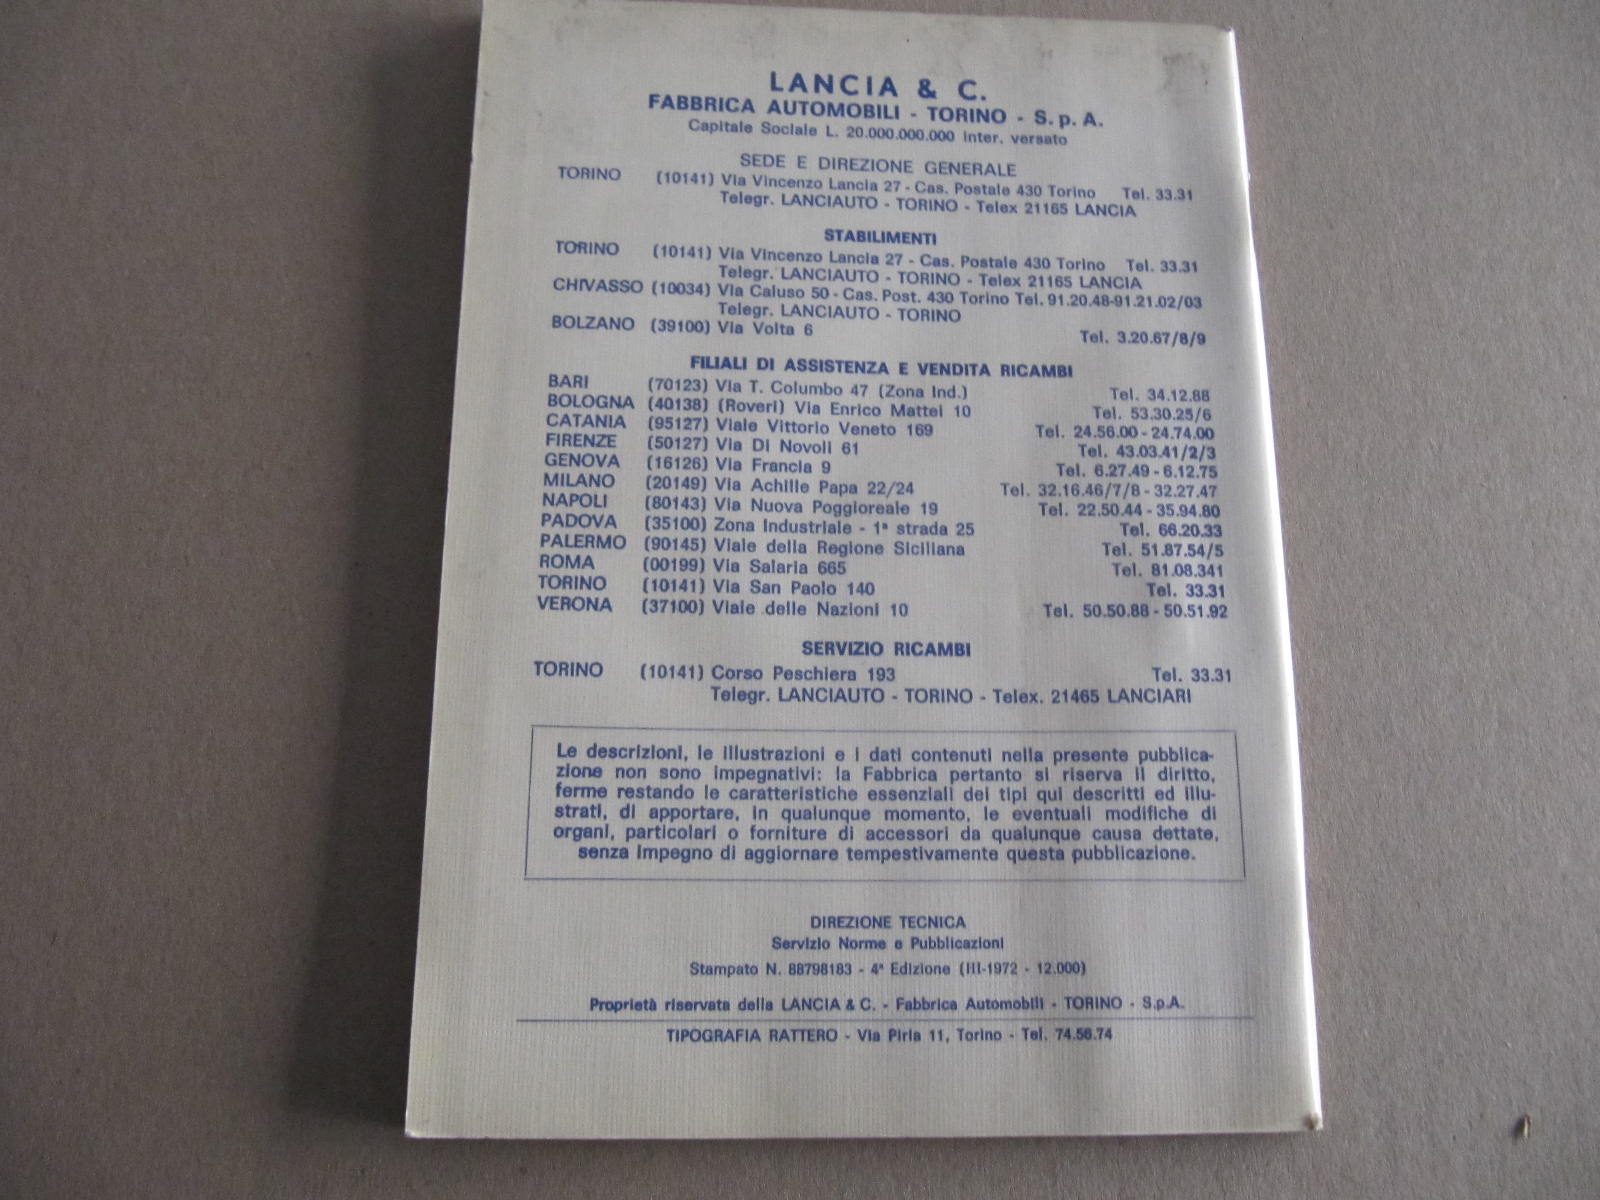 LANCIA & C.
FABBRICA AUTOMOBILI - TORINO - S.p.A.
Capitale Sociale L. 20.000.000.000 inter. versato
SEDE E DIREZIONE GENERALE
TORINO (10141) Via Vincenzo Lancia 27 - Cas. Postale 430 Torino Tel. 33.31
Telegr. LANCIAUTO - TORINO - Telex 21165 LANCIA
STABILIMENTI
TORINO (10141) Via Vincenzo Lancia 27 - Cas. Postale 430 Torino Tel. 33.31
Telegr. LANCIAUTO - TORINO - Telex 21165 LANCIA
CHIVASSO (10034) Via Caluso 50 - Cas. Post. 430 Torino Tel. 91.20.48-91.21.02/03
Telegr. LANCIAUTO - TORINO
BOLZANO (39100) Via Volta 6 Tel. 3.20.67/8/9
FILIALI DI ASSISTENZA E VENDITA RICAMBI
BARI (70123) Via T. Columbo 47 (Zona Ind.) Tel. 34.12.88
BOLOGNA (40138) (Roveri) Via Enrico Mattei 10 Tel. 53.30.25/6
CATANIA (95127) Viale Vittorio Veneto 169 Tel. 24.56.00 - 24.74.00
FIRENZE (50127) Via Di Novoli 61 Tel. 43.03.41/2/3
GENOVA (16126) Via Francia 9 Tel. 6.27.49 - 6.12.75
MILANO (20149) Via Achille Papa 22/24 Tel. 32.16.46/7/8 - 32.27.47
NAPOLI (80143) Via Nuova Poggioreale 19 Tel. 22.50.44 - 35.94.80
PADOVA (35100) Zona Industriale - 1ª strada 25 Tel. 66.20.33
PALERMO (90145) Viale della Regione Siciliana Tel. 51.87.54/5
ROMA (00199) Via Salaria 665 Tel. 81.08.341
TORINO (10141) Via San Paolo 140 Tel. 33.31
VERONA (37100) Viale delle Nazioni 10 Tel. 50.50.88 - 50.51.92
SERVIZIO RICAMBI
TORINO (10141) Corso Peschiera 193 Tel. 33.31
Telegr. LANCIAUTO - TORINO - Telex. 21465 LANCIARI
Le descrizioni, le illustrazioni e i dati contenuti nella presente pubblica-
zione non sono impegnativi: la Fabbrica pertanto si riserva il diritto,
ferme restando le caratteristiche essenziali dei tipi qui descritti ed illu-
strati, di apportare, in qualunque momento, le eventuali modifiche di
organi, particolari o forniture di accessori da qualunque causa dettate,
senza impegno di aggiornare tempestivamente questa pubblicazione.
DIREZIONE TECNICA
Servizio Norme e Pubblicazioni
Stampato N. 88798183 - 4ª Edizione (III-1972 - 12.000)
Proprietà riservata della LANCIA & C. - Fabbrica Automobili - TORINO - S.p.A.
TIPOGRAFIA RATTERO - Via Piria 11, Torino - Tel. 74.56.74